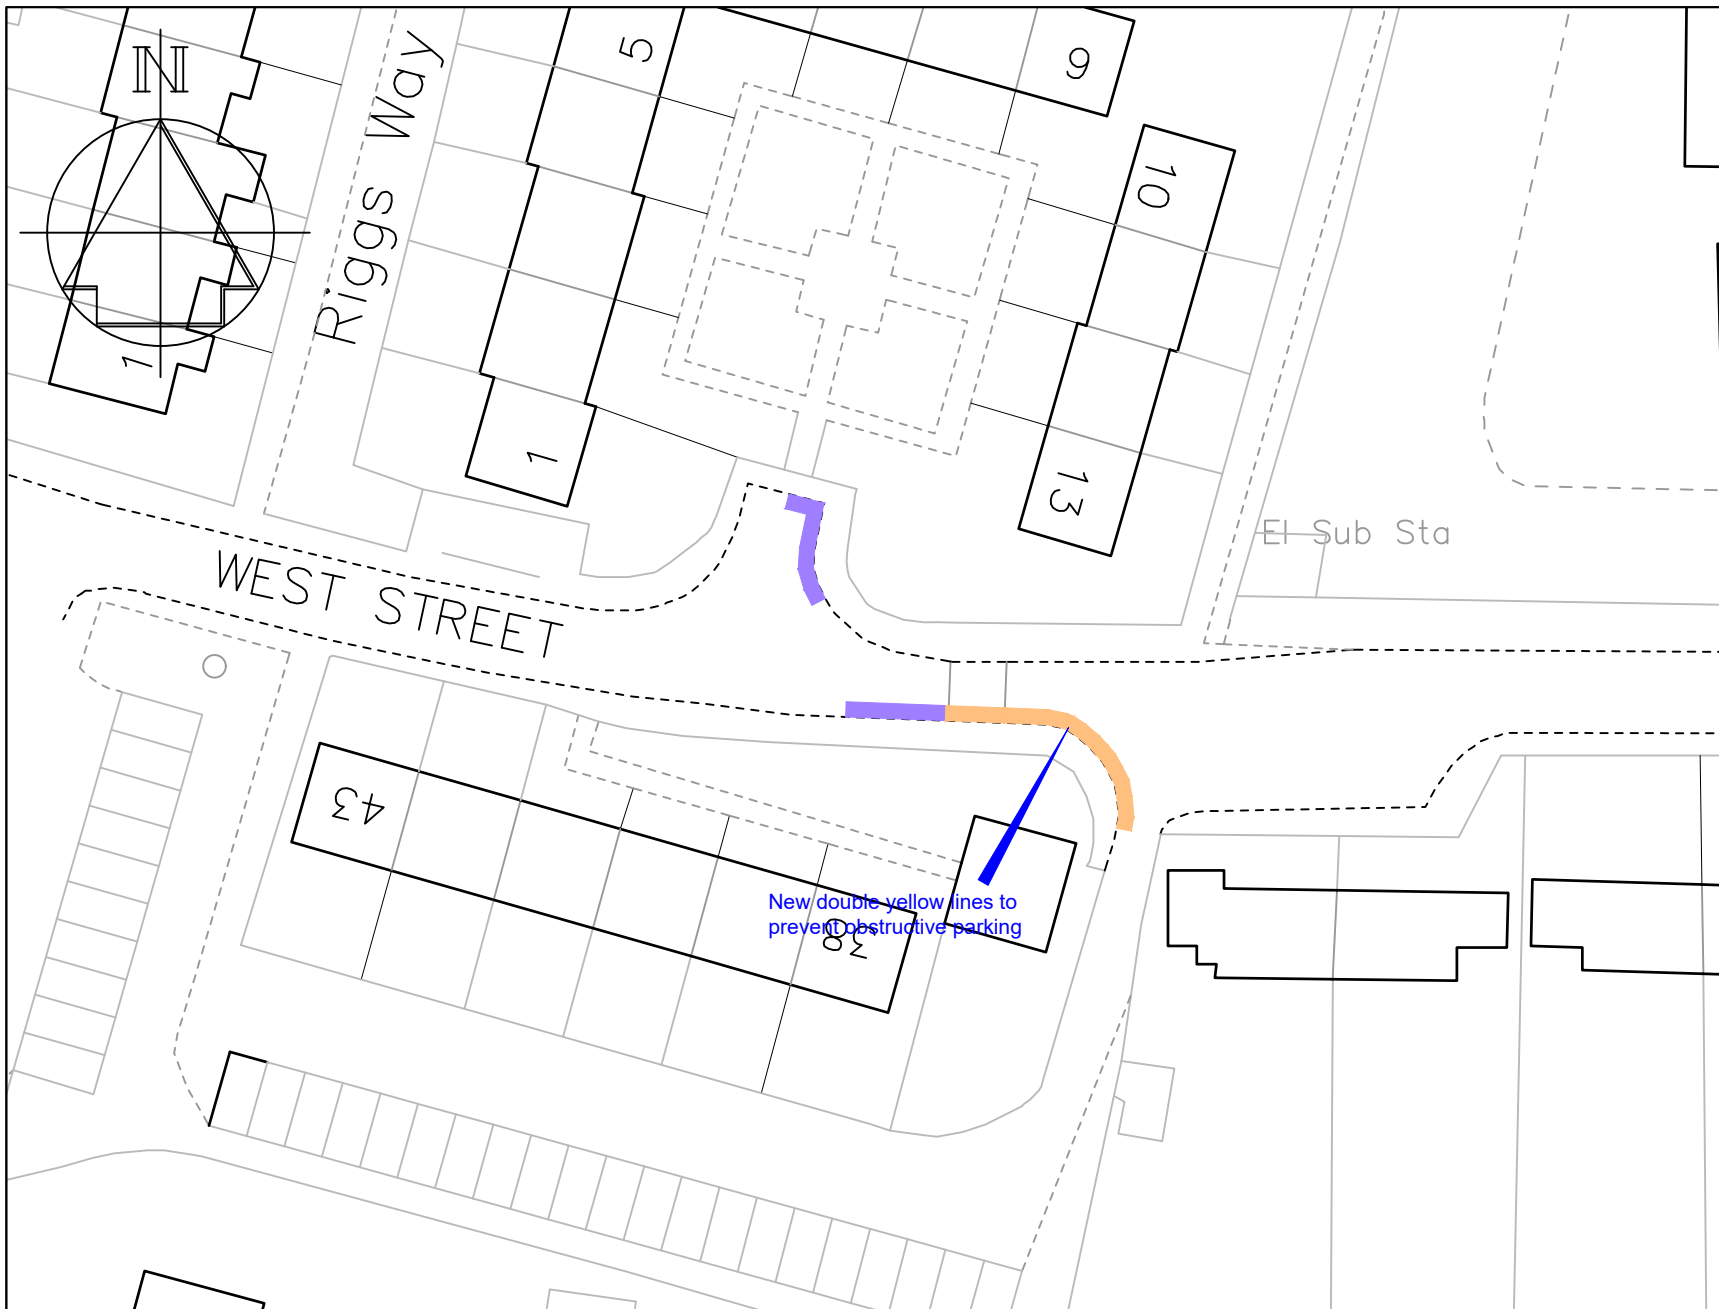 N
Riggs Way
5
9
10
1
1
13
El Sub Sta
WEST STREET
43
38
New double yellow lines to
prevent obstructive parking